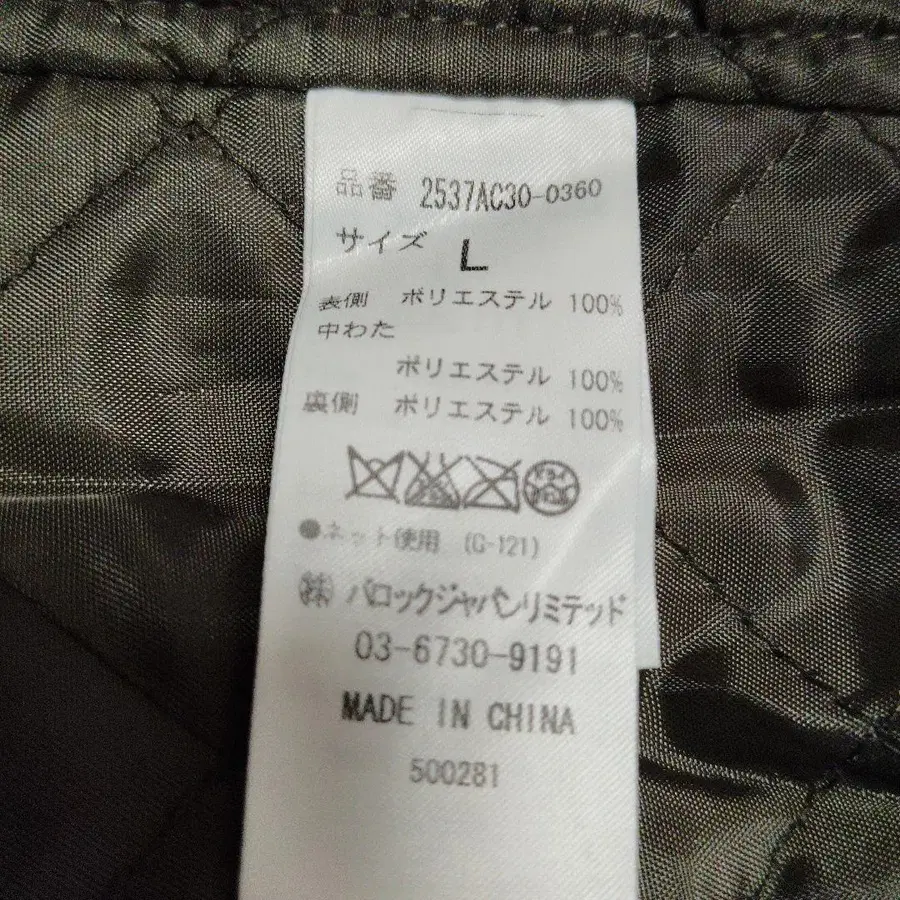 品番 2537AC30-0360
サイズ L
表側 ポリエステル 100%
中わた
ポリエステル 100%
裏側 ポリエステル 100%
●ネット使用 (G-121)
㈱ バロックジャパンリミテッド
03-6730-9191
MADE IN CHINA
500281